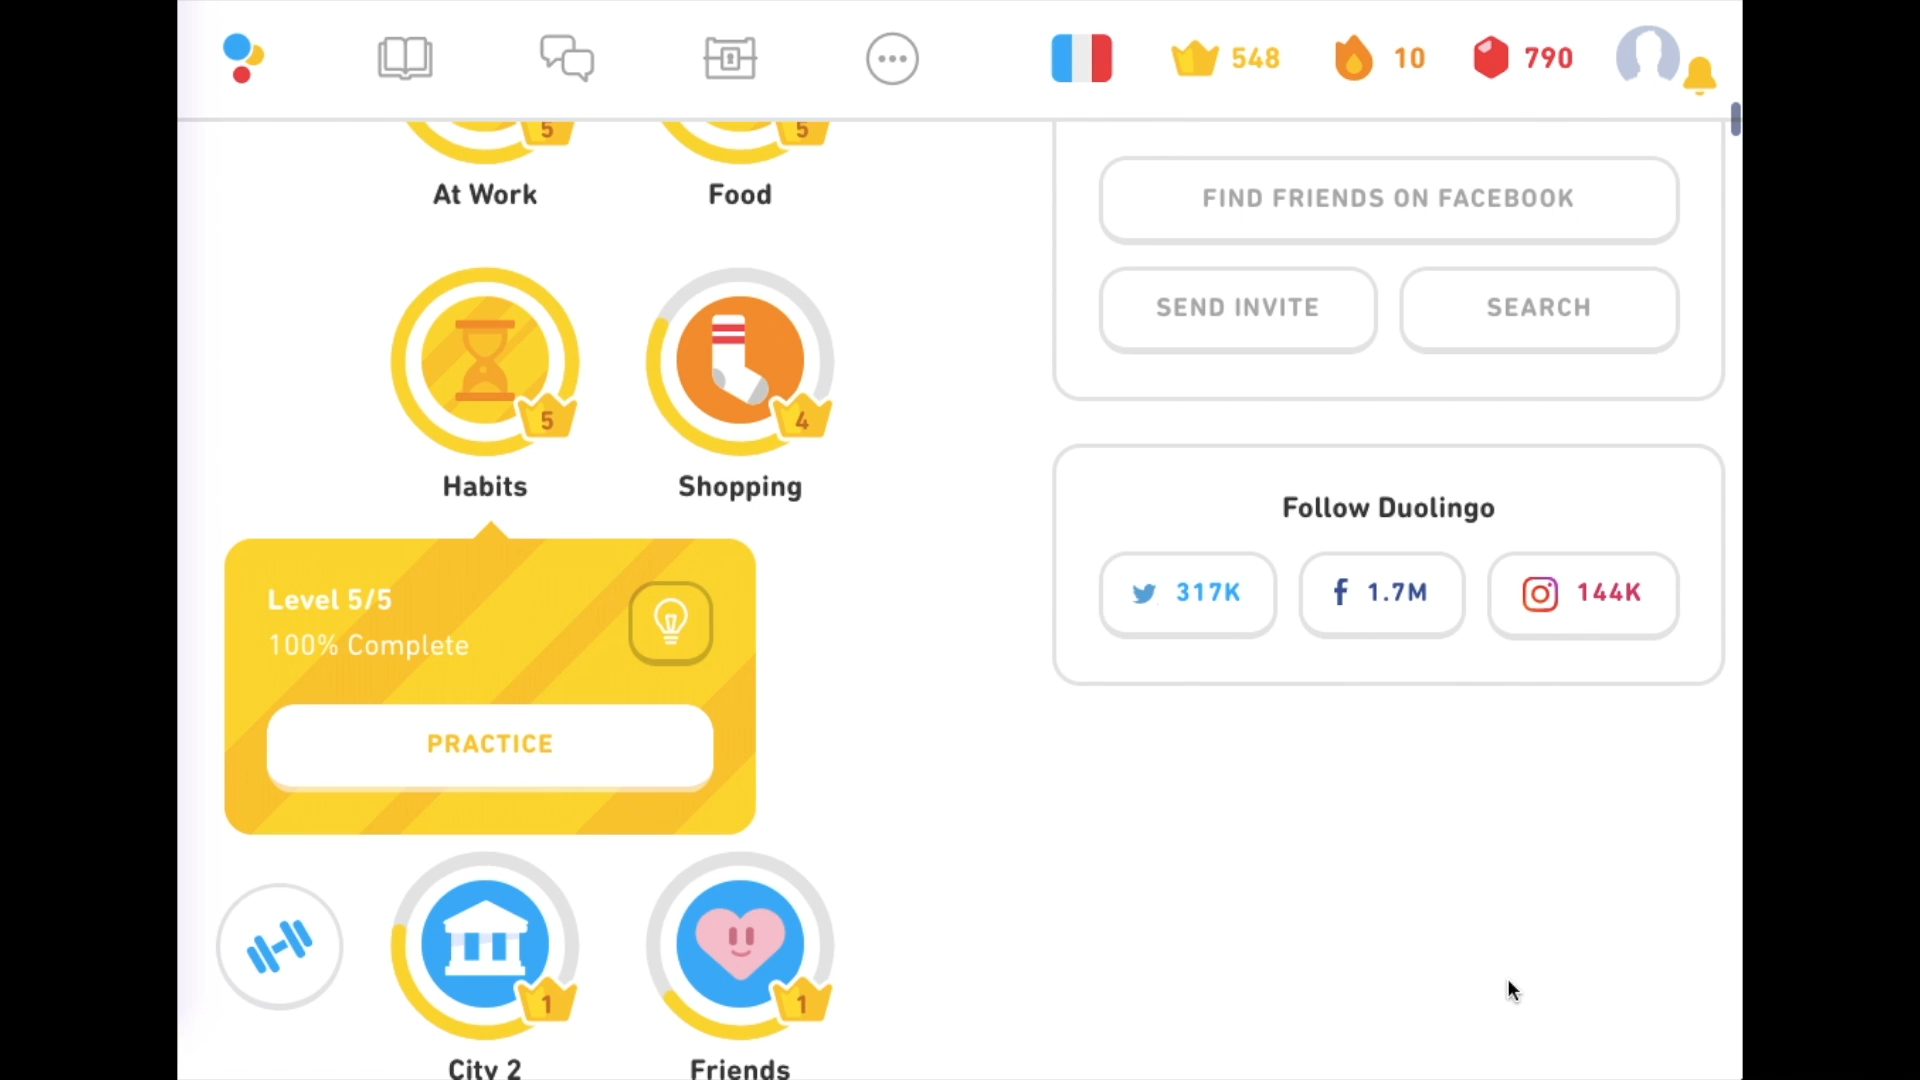 548
10
790
5
5
At Work
Food
FIND FRIENDS ON FACEBOOK
SEND INVITE
SEARCH
5
4
Habits
Shopping
Follow Duolingo
317K
1.7M
144K
Level 5/5
100% Complete
PRACTICE
1
1
City 2
Friends